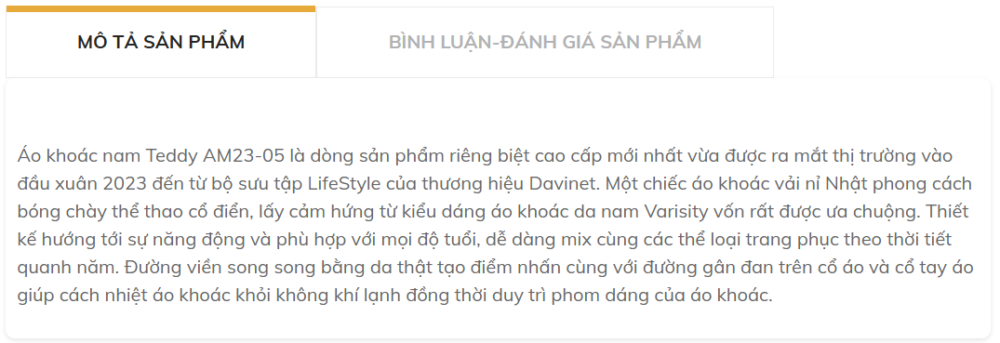 MÔ TẢ SẢN PHẨM
BÌNH LUẬN-ĐÁNH GIÁ SẢN PHẨM
Áo khoác nam Teddy AM23-05 là dòng sản phẩm riêng biệt cao cấp mới nhất vừa được ra mắt thị trường vào
đầu xuân 2023 đến từ bộ sưu tập LifeStyle của thương hiệu Davinet. Một chiếc áo khoác vải nỉ Nhật phong cách
bóng chày thể thao cổ điển, lấy cảm hứng từ kiểu dáng áo khoác da nam Varisity vốn rất được ưa chuộng. Thiết
kế hướng tới sự năng động và phù hợp với mọi độ tuổi, dễ dàng mix cùng các thể loại trang phục theo thời tiết
quanh năm. Đường viền song song bằng da thật tạo điểm nhấn cùng với đường gân đan trên cổ áo và cổ tay áo
giúp cách nhiệt áo khoác khỏi không khí lạnh đồng thời duy trì phom dáng của áo khoác.